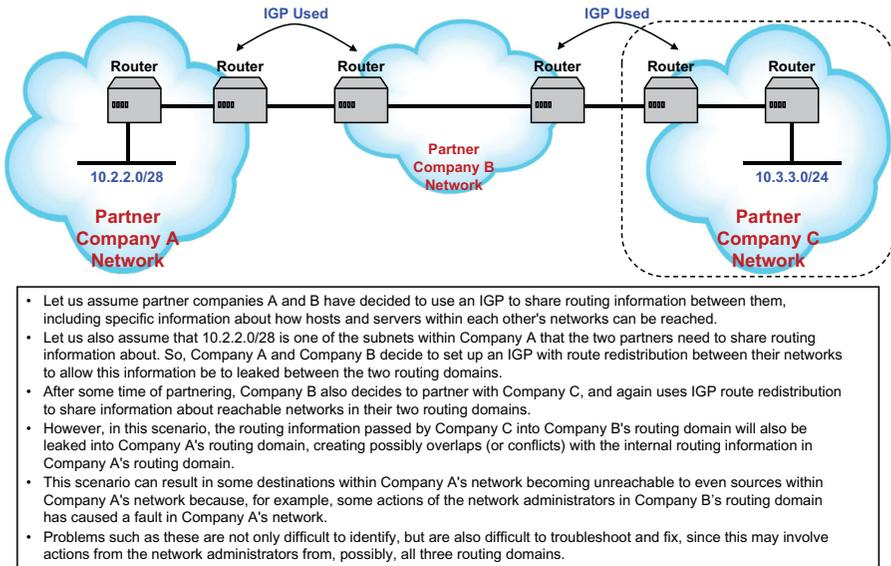 IGP Used
IGP Used
Router
Router
Router
Router
Router
Router
10.2.2.0/28
Partner
Company A
Network
Partner
Company B
Network
10.3.3.0/24
Partner
Company C
Network
• Let us assume partner companies A and B have decided to use an IGP to share routing information between them,
including specific information about how hosts and servers within each other's networks can be reached.
• Let us also assume that 10.2.2.0/28 is one of the subnets within Company A that the two partners need to share routing
information about. So, Company A and Company B decide to set up an IGP with route redistribution between their networks
to allow this information be to leaked between the two routing domains.
• After some time of partnering, Company B also decides to partner with Company C, and again uses IGP route redistribution
to share information about reachable networks in their two routing domains.
• However, in this scenario, the routing information passed by Company C into Company B's routing domain will also be
leaked into Company A's routing domain, creating possibly overlaps (or conflicts) with the internal routing information in
Company A's routing domain.
• This scenario can result in some destinations within Company A's network becoming unreachable to even sources within
Company A's network because, for example, some actions of the network administrators in Company B's routing domain
has caused a fault in Company A's network.
• Problems such as these are not only difficult to identify, but are also difficult to troubleshoot and fix, since this may involve
actions from the network administrators from, possibly, all three routing domains.